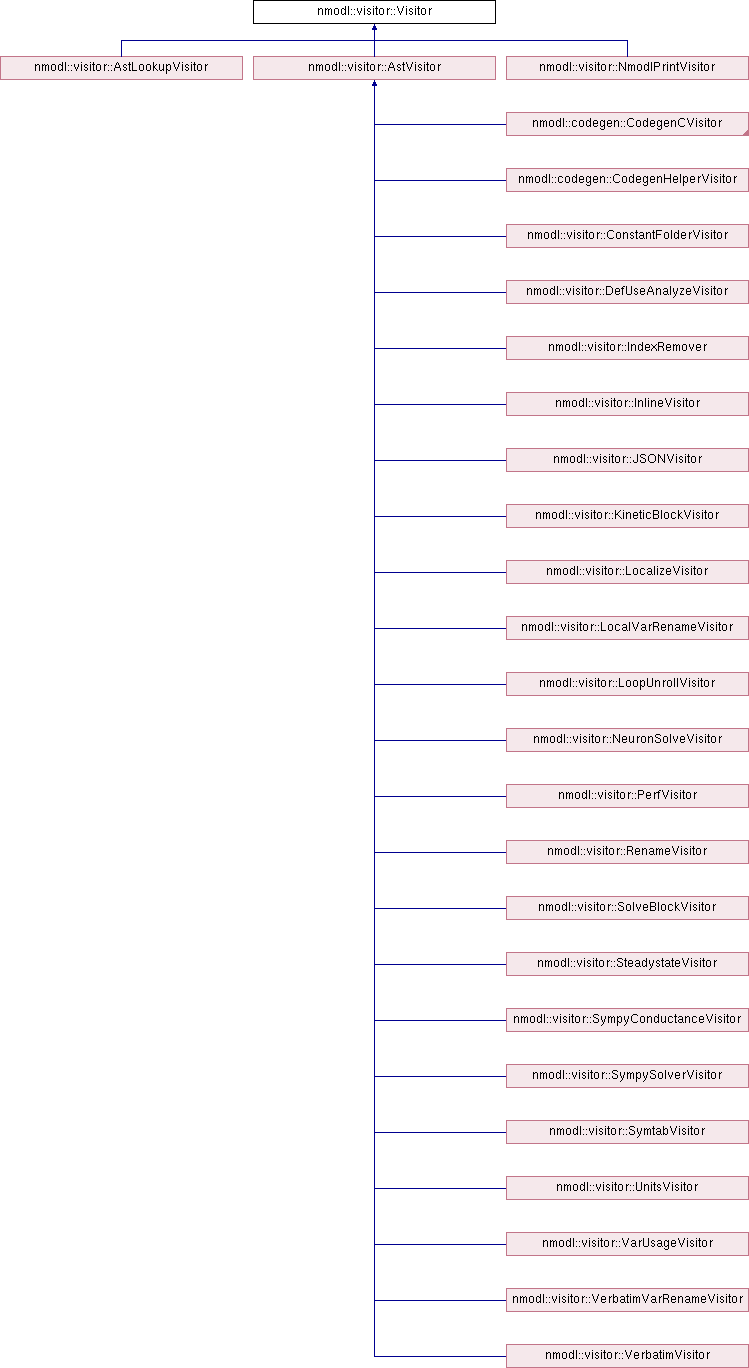 nmodl::visitor::Visitor
nmodl::visitor::AstLookupVisitor
nmodl::visitor::AstVisitor
nmodl::visitor::NmodlPrintVisitor
nmodl::codegen::CodegenCVisitor
nmodl::codegen::CodegenHelperVisitor
nmodl::visitor::ConstantFolderVisitor
nmodl::visitor::DefUseAnalyzeVisitor
nmodl::visitor::IndexRemover
nmodl::visitor::InlineVisitor
nmodl::visitor::JSONVisitor
nmodl::visitor::KineticBlockVisitor
nmodl::visitor::LocalizeVisitor
nmodl::visitor::LocalVarRenameVisitor
nmodl::visitor::LoopUnrollVisitor
nmodl::visitor::NeuronSolveVisitor
nmodl::visitor::PerfVisitor
nmodl::visitor::RenameVisitor
nmodl::visitor::SolveBlockVisitor
nmodl::visitor::SteadystateVisitor
nmodl::visitor::SympyConductanceVisitor
nmodl::visitor::SympySolverVisitor
nmodl::visitor::SymtabVisitor
nmodl::visitor::UnitsVisitor
nmodl::visitor::VarUsageVisitor
nmodl::visitor::VerbatimVarRenameVisitor
nmodl::visitor::VerbatimVisitor